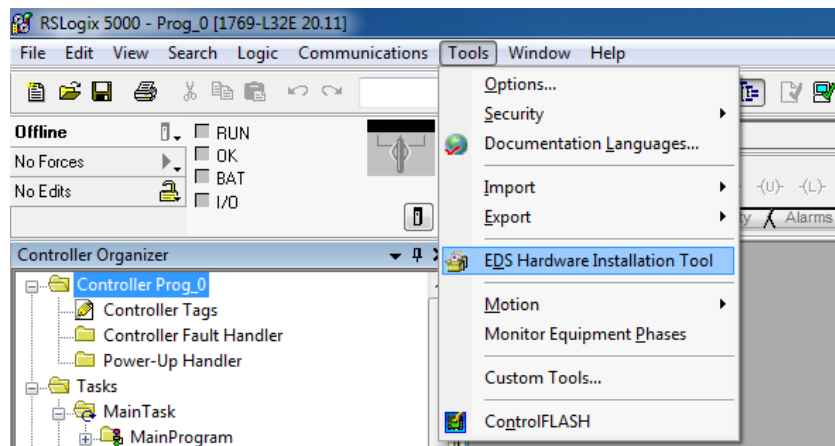 RSLogix 5000 - Prog_0 [1769-L32E 20.11]
File Edit View Search Logic Communications Tools Window Help
Options...
Security
Documentation Languages...
Import
Export
EDS Hardware Installation Tool
Motion
Monitor Equipment Phases
Custom Tools...
ControlFLASH
Offline
RUN
No Forces
OK
BAT
No Edits
I/O
-(U)- -(L)-
Alarms
Controller Organizer
Controller Prog_0
Controller Tags
Controller Fault Handler
Power-Up Handler
Tasks
MainTask
MainProgram